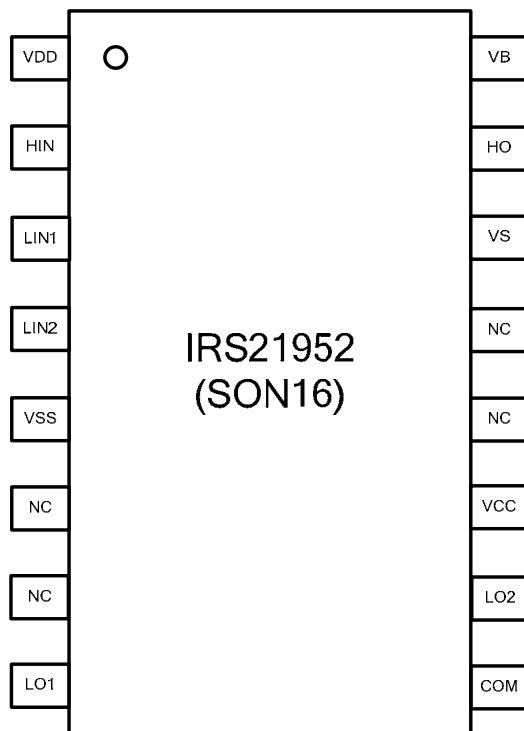 VDD VB
HIN HO
LIN1 VS
LIN2 NC
IRS21952
(SON16)
VSS NC
NC VCC
NC LO2
LO1 COM